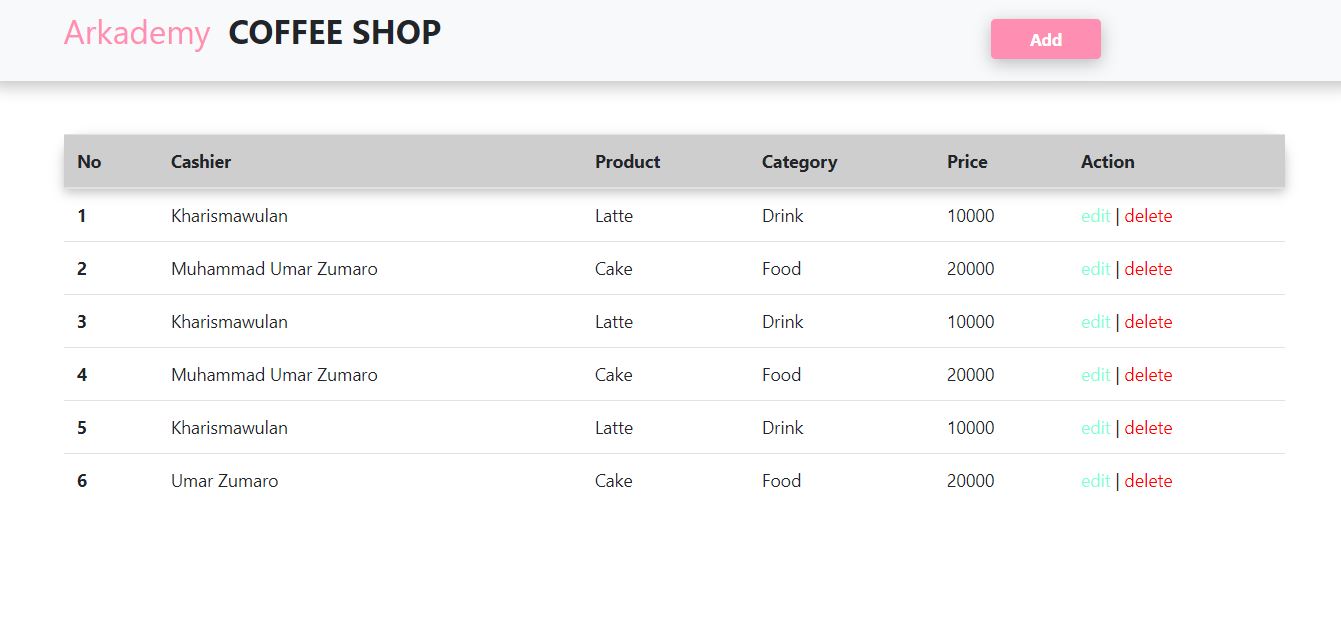 Arkademy COFFEE SHOP Add
No Cashier Product Category Price Action
1 Kharismawulan Latte Drink 10000 edit | delete
2 Muhammad Umar Zumaro Cake Food 20000 edit | delete
3 Kharismawulan Latte Drink 10000 edit | delete
4 Muhammad Umar Zumaro Cake Food 20000 edit | delete
5 Kharismawulan Latte Drink 10000 edit | delete
6 Umar Zumaro Cake Food 20000 edit | delete